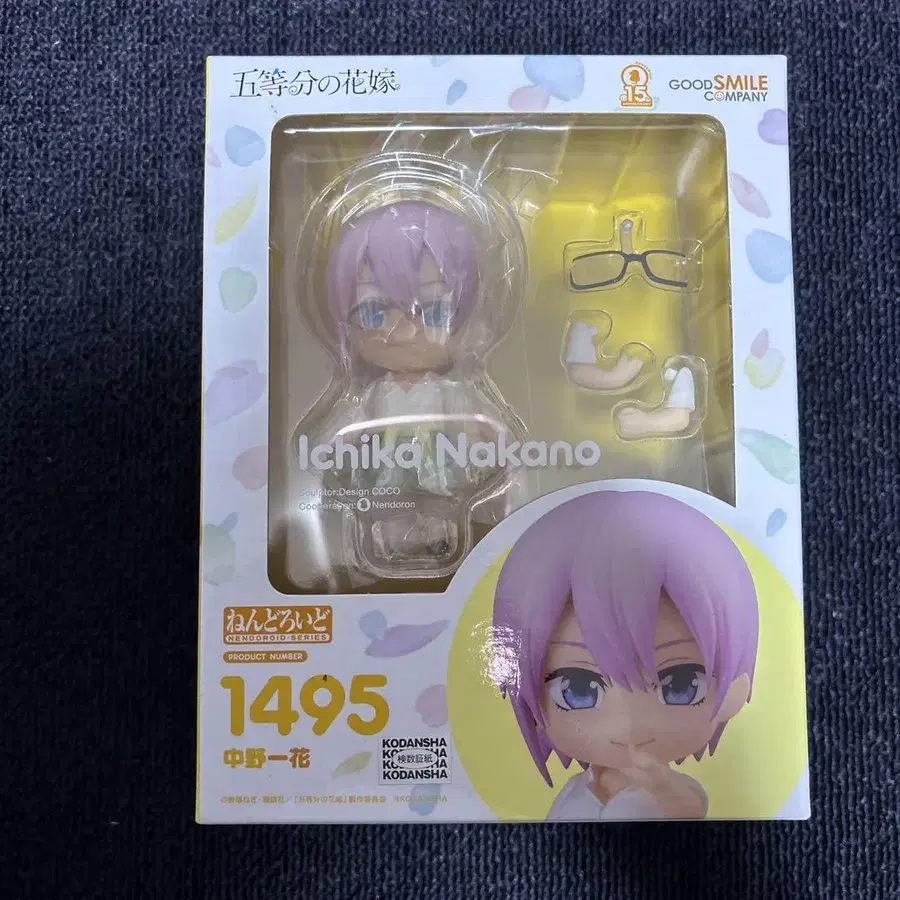 五等分の花嫁
15
GOOD SMILE
COMPANY
Ichika Nakano
Sculptor:Design COCO
Cooperation: Nendoron
ねんどろいど
NENDOROID·SERIES
PRODUCT NUMBER
1495
中野一花
KODANSHA
検数証紙
KODANSHA